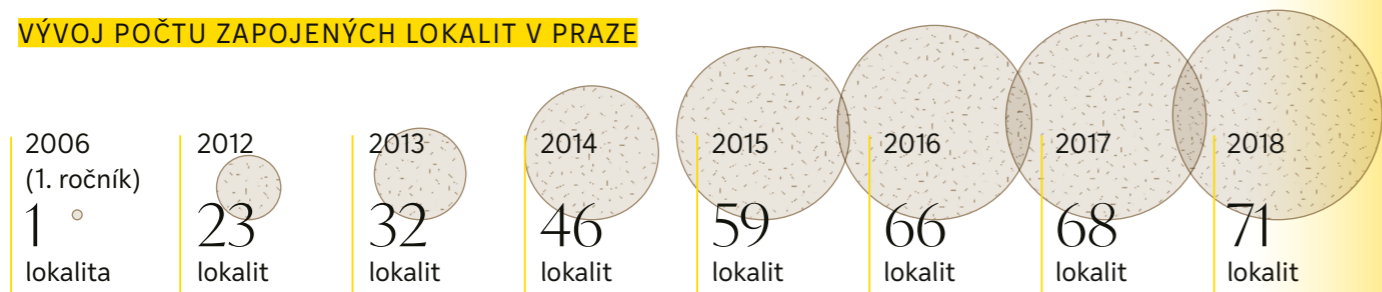 VÝVOJ POČTU ZAPOJENÝCH LOKALIT V PRAZE
2006
(1. ročník)
1
lokalita
2012
23
lokalit
2013
32
lokalit
2014
46
lokalit
2015
59
lokalit
2016
66
lokalit
2017
68
lokalit
2018
71
lokalit